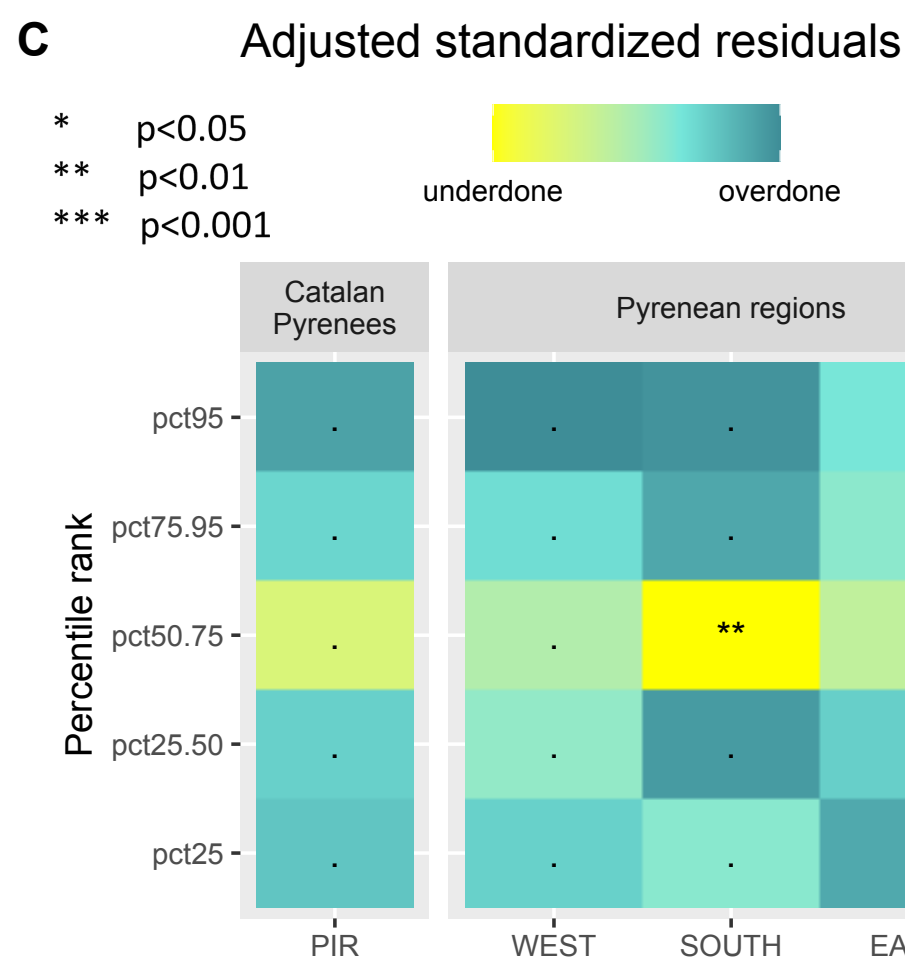 C
Adjusted standardized residuals
* p<0.05
** p<0.01
*** p<0.001
underdone overdone
Catalan
Pyrenees
Pyrenean regions
Percentile rank
pct95 . . .
pct75.95 . . .
pct50.75 . . **
pct25.50 . . .
pct25 . . .
PIR WEST SOUTH